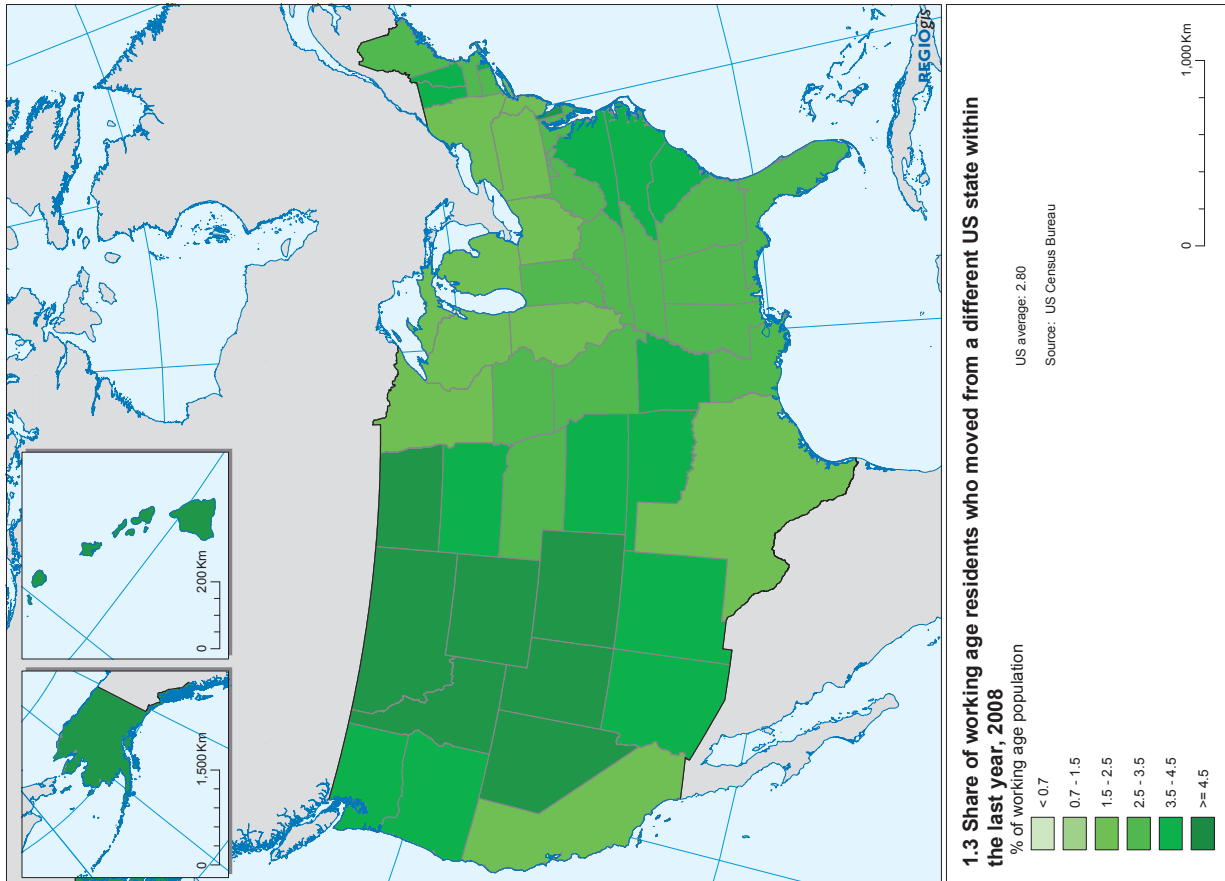 1.3 Share of working age residents who moved from a different US state within
the last year, 2008
% of working age population
< 0.7
0.7 - 1.5
1.5 - 2.5
2.5 - 3.5
3.5 - 4.5
>= 4.5
US average: 2.80
Source: US Census Bureau
0 1,000 Km
REGIOgis
0 1,500 Km
0 200 Km